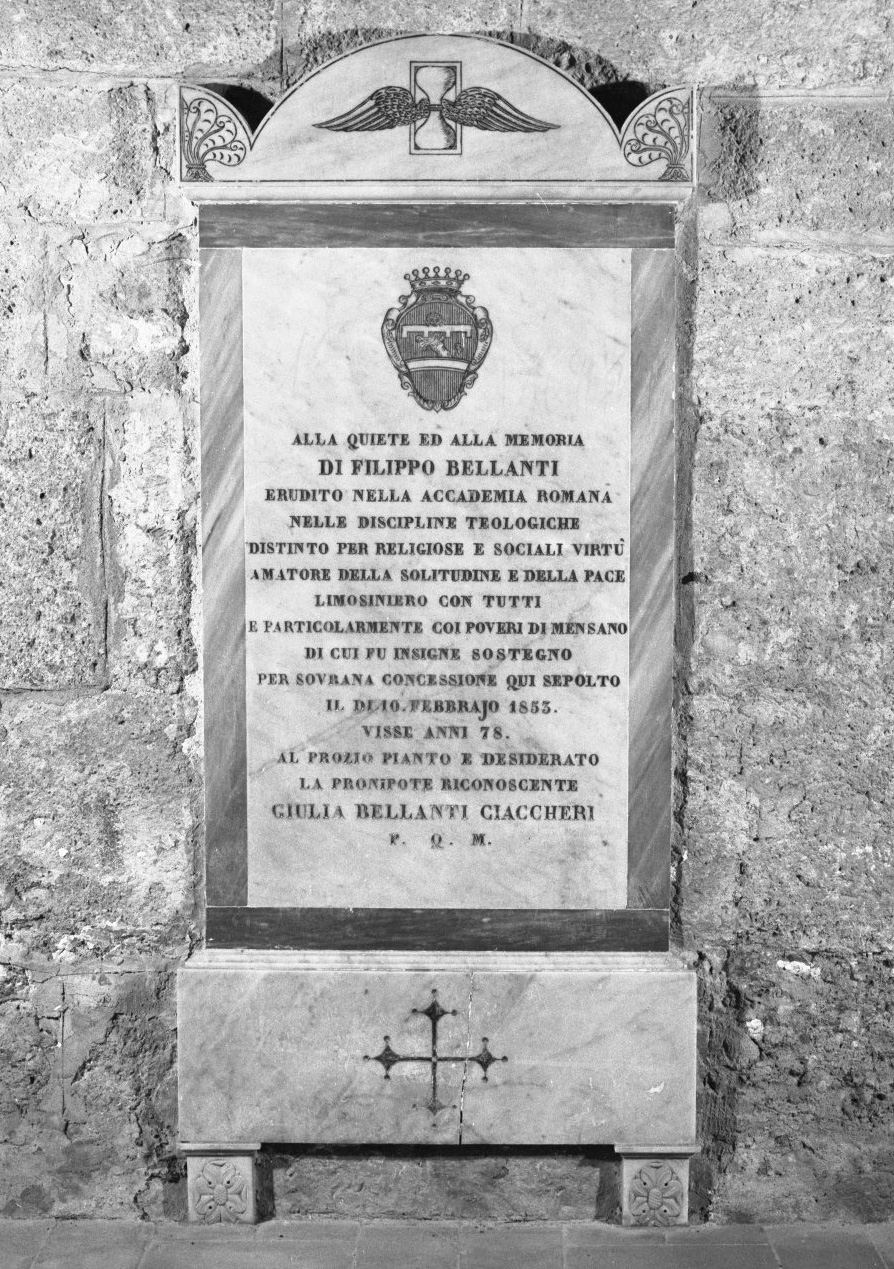 ALLA QUIETE ED ALLA MEMORIA
DI FILIPPO BELLANTI
ERUDITO NELLA ACCADEMIA ROMANA
NELLE DISCIPLINE TEOLOGICHE
DISTINTO PER RELIGIOSE E SOCIALI VIRTÙ
AMATORE DELLA SOLITUDINE E DELLA PACE
LIMOSINIERO CON TUTTI
E PARTICOLARMENTE COI POVERI DI MENSANO
DI CUI FU INSIGNE SOSTEGNO
PER SOVRANA CONCESSIONE QUI SEPOLTO
IL DI 10. FEBBRAJO 1853.
VISSE ANNI 78.
AL PROZIO PIANTO E DESIDERATO
LA PRONIPOTE RICONOSCENTE
GIULIA BELLANTI CIACCHERI
P. Q. M.